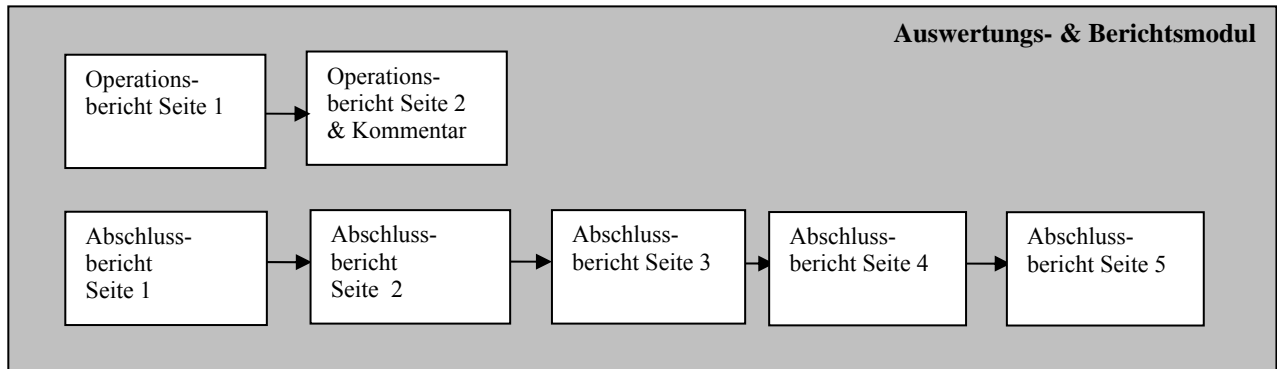 Auswertungs- & Berichtsmodul
Operations-
bericht Seite 1
Operations-
bericht Seite 2
& Kommentar
Abschluss-
bericht
Seite 1
Abschluss-
bericht
Seite 2
Abschluss-
bericht Seite 3
Abschluss-
bericht Seite 4
Abschluss-
bericht Seite 5